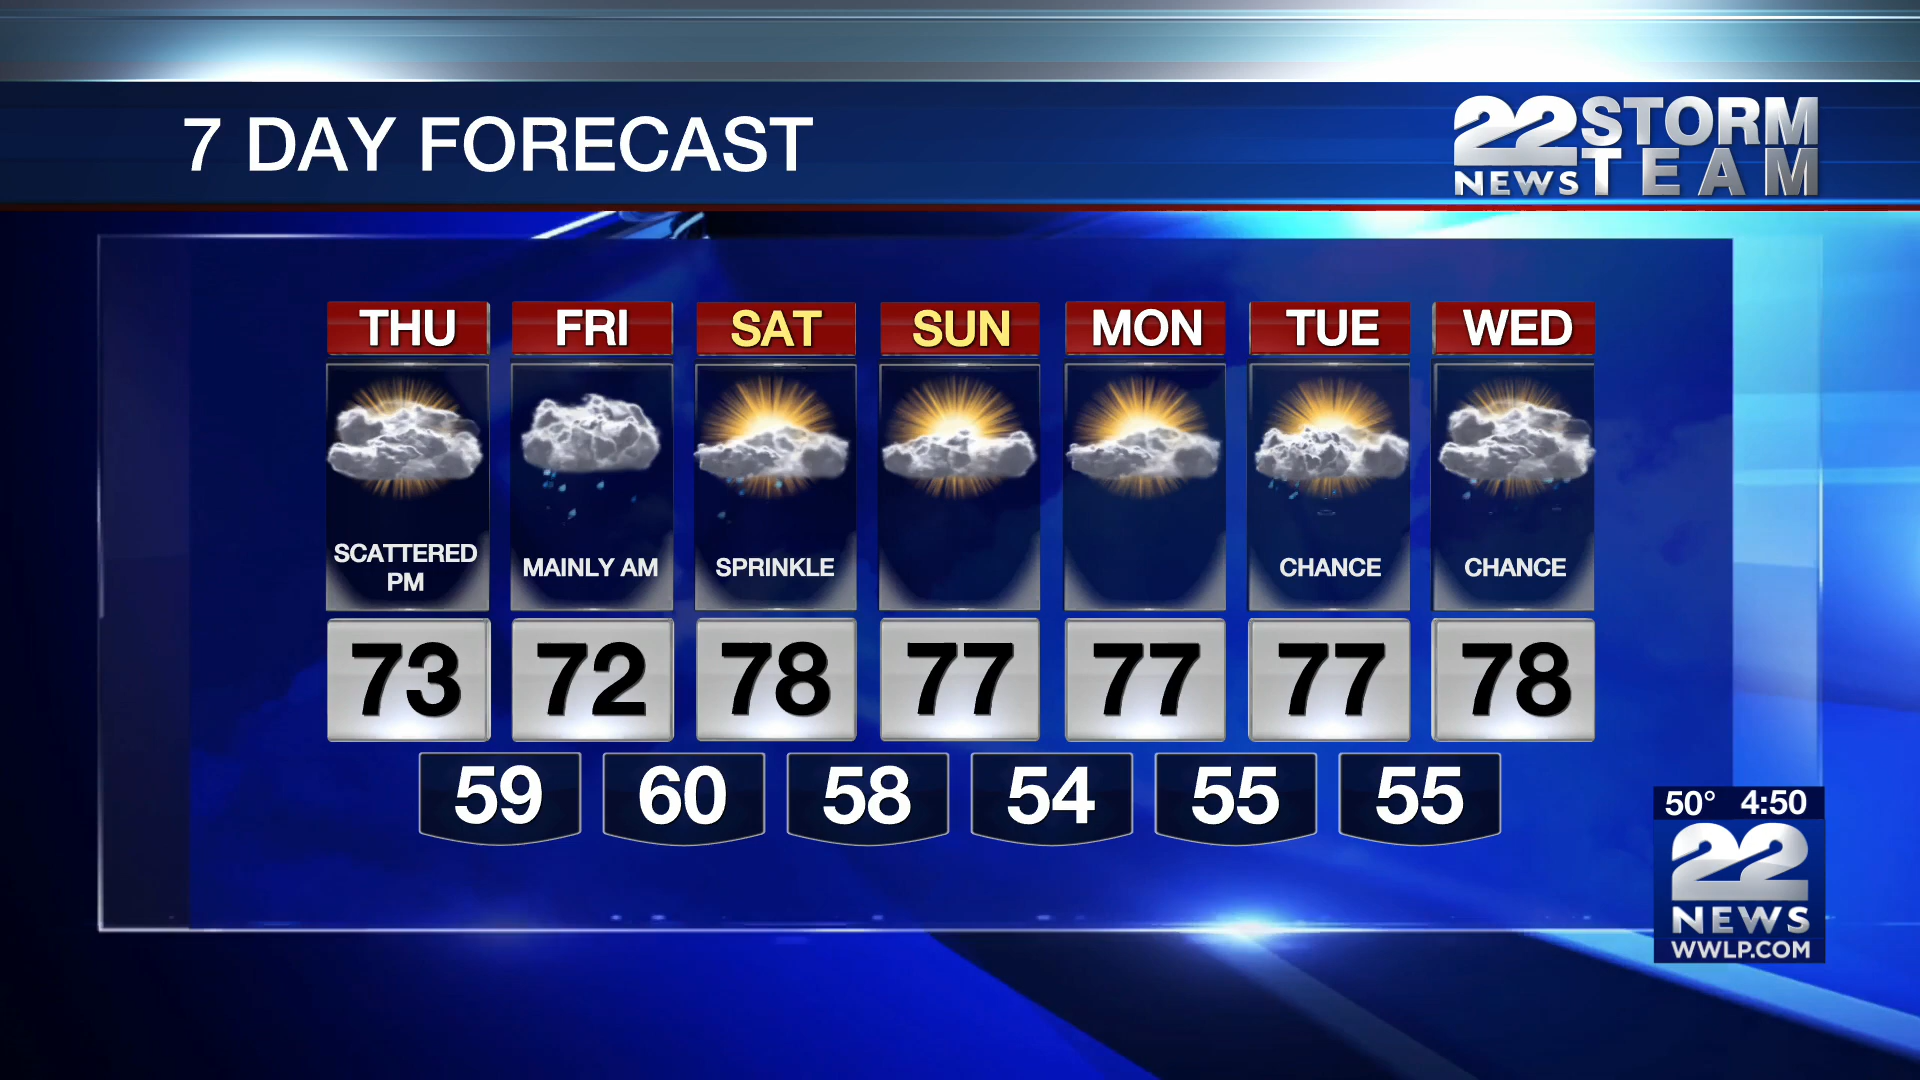 7 DAY FORECAST
22 NEWS STORM TEAM
THU FRI SAT SUN MON TUE WED
SCATTERED PM
MAINLY AM
SPRINKLE
CHANCE
CHANCE
73 72 78 77 77 77 78
59 60 58 54 55 55
50° 4:50
22
NEWS
WWLP.COM